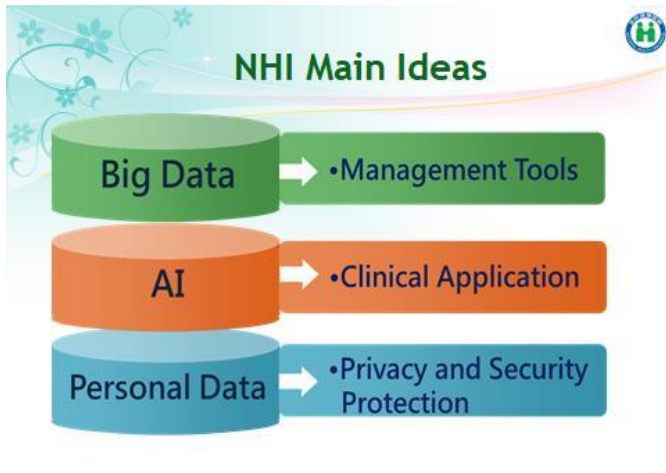 NHI Main Ideas
Big Data
•Management Tools
AI
•Clinical Application
Personal Data
•Privacy and Security
Protection